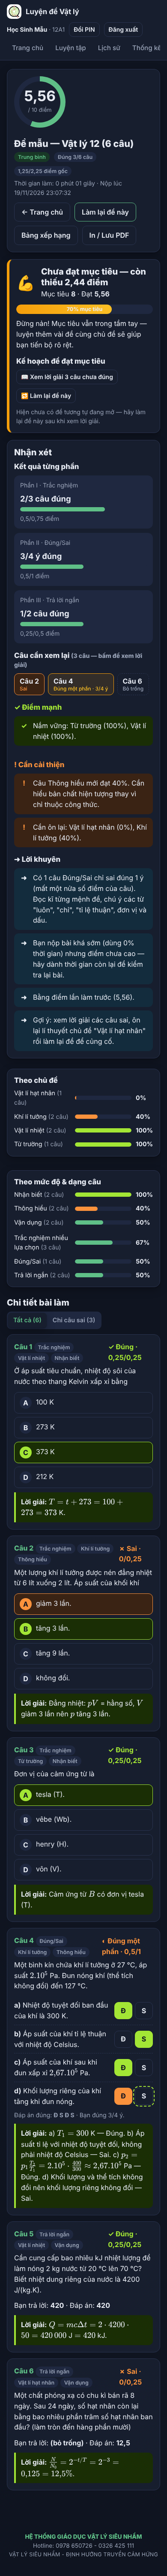 Luyện đề Vật lý
Học Sinh Mẫu · 12A1
Đổi PIN
Đăng xuất
Trang chủ
Luyện tập
Lịch sử
Thống kê
5,56
/ 10 điểm
Đề mẫu — Vật lý 12 (6 câu)
Trung bình
Đúng 3/6 câu
1,25/2,25 điểm gốc
Thời gian làm: 0 phút 01 giây · Nộp lúc
19/11/2026 23:07:32
← Trang chủ
Làm lại đề này
Bảng xếp hạng
In / Lưu PDF
Chưa đạt mục tiêu — còn
thiếu 2,44 điểm
Mục tiêu 8 · Đạt 5,56
70% mục tiêu
Đừng nản! Mục tiêu vẫn trong tầm tay —
luyện thêm vài đề cùng chủ đề sẽ giúp
bạn tiến bộ rõ rệt.
Kế hoạch để đạt mục tiêu
Xem lời giải 3 câu chưa đúng
Làm lại đề này
Hiện chưa có đề tương tự đang mở — hãy làm
lại đề này sau khi xem lời giải.
Nhận xét
Kết quả từng phần
Phần I · Trắc nghiệm
2/3 câu đúng
0,5/0,75 điểm
Phần II · Đúng/Sai
3/4 ý đúng
0,5/1 điểm
Phần III · Trả lời ngắn
1/2 câu đúng
0,25/0,5 điểm
Câu cần xem lại (3 câu — bấm để xem lời
giải)
Câu 2
Sai
Câu 4
Đúng một phần · 3/4 ý
Câu 6
Bỏ trống
✓ Điểm mạnh
✓ Nắm vững: Từ trường (100%), Vật lí
nhiệt (100%).
! Cần cải thiện
! Câu Thông hiểu mới đạt 40%. Cần
hiểu bản chất hiện tượng thay vì
chỉ thuộc công thức.
! Cần ôn lại: Vật lí hạt nhân (0%), Khí
lí tưởng (40%).
➜ Lời khuyên
➜ Có 1 câu Đúng/Sai chỉ sai đúng 1 ý
(mất một nửa số điểm của câu).
Đọc kĩ từng mệnh đề, chú ý các từ
"luôn", "chỉ", "tỉ lệ thuận", đơn vị và
dấu.
➜ Bạn nộp bài khá sớm (dùng 0%
thời gian) nhưng điểm chưa cao —
hãy dành thời gian còn lại để kiểm
tra lại bài.
➜ Bằng điểm lần làm trước (5,56).
➜ Gợi ý: xem lời giải các câu sai, ôn
lại lí thuyết chủ đề "Vật lí hạt nhân"
rồi làm lại đề để củng cố.
Theo chủ đề
Vật lí hạt nhân (1
câu)
0%
Khí lí tưởng (2 câu)
40%
Vật lí nhiệt (2 câu)
100%
Từ trường (1 câu)
100%
Theo mức độ & dạng câu
Nhận biết (2 câu)
100%
Thông hiểu (2 câu)
40%
Vận dụng (2 câu)
50%
Trắc nghiệm nhiều
lựa chọn (3 câu)
67%
Đúng/Sai (1 câu)
50%
Trả lời ngắn (2 câu)
50%
Chi tiết bài làm
Tất cả (6)
Chỉ câu sai (3)
Câu 1 Trắc nghiệm
Vật lí nhiệt Nhận biết
✓ Đúng ·
0,25/0,25
Ở áp suất tiêu chuẩn, nhiệt độ sôi của
nước theo thang Kelvin xấp xỉ bằng
A 100 K
B 273 K
C 373 K
D 212 K
Lời giải: T = t + 273 = 100 +
273 = 373 K.
Câu 2 Trắc nghiệm Khí lí tưởng
Thông hiểu
✕ Sai ·
0/0,25
Một lượng khí lí tưởng được nén đẳng nhiệt
từ 6 lít xuống 2 lít. Áp suất của khối khí
A giảm 3 lần.
B tăng 3 lần.
C tăng 9 lần.
D không đổi.
Lời giải: Đẳng nhiệt: pV = hằng số, V
giảm 3 lần nên p tăng 3 lần.
Câu 3 Trắc nghiệm
Từ trường Nhận biết
✓ Đúng ·
0,25/0,25
Đơn vị của cảm ứng từ là
A tesla (T).
B vêbe (Wb).
C henry (H).
D vôn (V).
Lời giải: Cảm ứng từ B có đơn vị tesla
(T).
Câu 4 Đúng/Sai
Khí lí tưởng Thông hiểu
Đúng một
phần · 0,5/1
Một bình kín chứa khí lí tưởng ở 27 °C, áp
suất 2.10⁵ Pa. Đun nóng khí (thể tích
không đổi) đến 127 °C.
a) Nhiệt độ tuyệt đối ban đầu
của khí là 300 K.
Đ S
b) Áp suất của khí tỉ lệ thuận
với nhiệt độ Celsius.
Đ S
c) Áp suất của khí sau khi
đun xấp xỉ 2,67.10⁵ Pa.
Đ S
d) Khối lượng riêng của khí
tăng khi đun nóng.
Đ S
Đáp án đúng: Đ S Đ S · Bạn đúng 3/4 ý.
Lời giải: a) T₁ = 300 K — Đúng. b) Áp
suất tỉ lệ với nhiệt độ tuyệt đối, không
phải nhiệt độ Celsius — Sai. c) p₂ =
p₁ T₂/T₁ = 2.10⁵ · 400/300 ≈ 2,67.10⁵ Pa —
Đúng. d) Khối lượng và thể tích không
đổi nên khối lượng riêng không đổi —
Sai.
Câu 5 Trả lời ngắn
Vật lí nhiệt Vận dụng
✓ Đúng ·
0,25/0,25
Cần cung cấp bao nhiêu kJ nhiệt lượng để
làm nóng 2 kg nước từ 20 °C lên 70 °C?
Biết nhiệt dung riêng của nước là 4200
J/(kg.K).
Bạn trả lời: 420 · Đáp án: 420
Lời giải: Q = mcΔt = 2 · 4200 ·
50 = 420 000 J = 420 kJ.
Câu 6 Trả lời ngắn
Vật lí hạt nhân Vận dụng
✕ Sai ·
0/0,25
Một chất phóng xạ có chu kì bán rã 8
ngày. Sau 24 ngày, số hạt nhân còn lại
bằng bao nhiêu phần trăm số hạt nhân ban
đầu? (làm tròn đến hàng phần mười)
Bạn trả lời: (bỏ trống) · Đáp án: 12,5
Lời giải: N/N₀ = 2^(−t/T) = 2⁻³ =
0,125 = 12,5%.
HỆ THỐNG GIÁO DỤC VẬT LÝ SIÊU NHẦM
Hotline: 0978 650726 - 0326 425 111
VẬT LÝ SIÊU NHẦM - ĐỊNH HƯỚNG TRUYỀN CẢM HỨNG